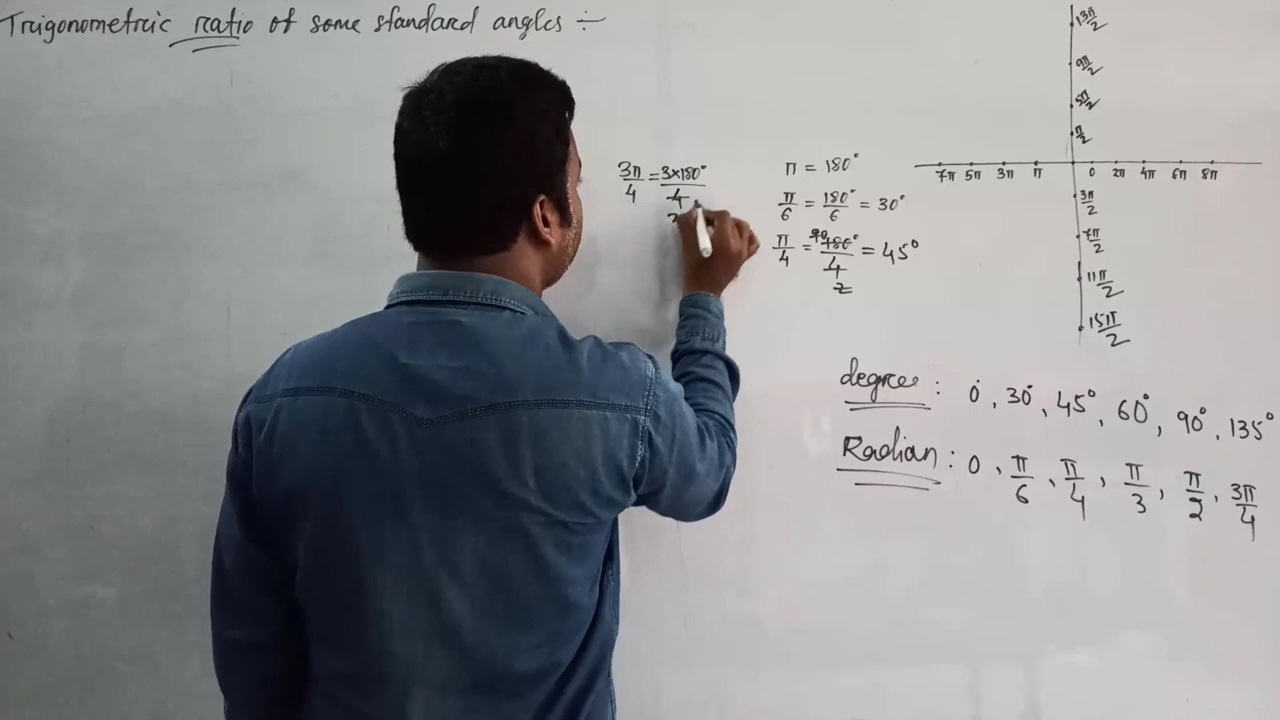 Trigonometric ratio of some standard angles ÷
3π/4 = 3×180°/4
2
π = 180°
π/6 = 180°/6 = 30°
π/4 = 180°/4 = 45°
90
2
13π/2
9π/2
5π/2
π/2
7π 5π 3π π 0 2π 4π 6π 8π
3π/2
7π/2
11π/2
15π/2
degree : 0°, 30°, 45°, 60°, 90°, 135°
Radian : 0, π/6, π/4, π/3, π/2, 3π/4